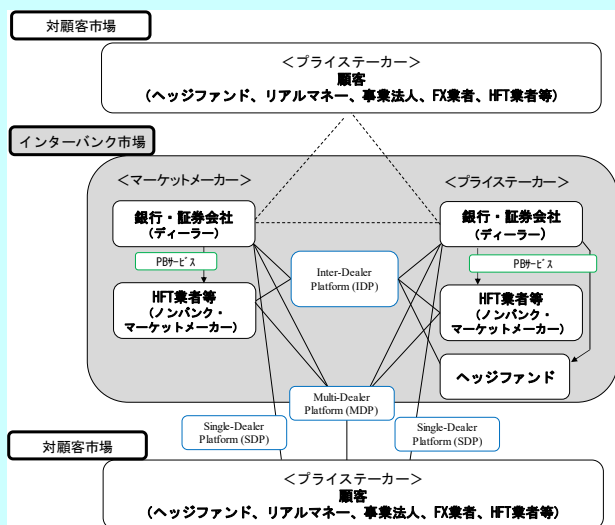 対顧客市場
＜プライステーカー＞
顧客
（ヘッジファンド、リアルマネー、事業法人、FX業者、HFT業者等）
インターバンク市場
＜マーケットメーカー＞
＜プライステーカー＞
銀行・証券会社
（ディーラー）
銀行・証券会社
（ディーラー）
PBサービス
PBサービス
Inter-Dealer
Platform (IDP)
HFT業者等
（ノンバンク・
マーケットメーカー）
HFT業者等
（ノンバンク・
マーケットメーカー）
ヘッジファンド
Multi-Dealer
Platform (MDP)
Single-Dealer
Platform (SDP)
Single-Dealer
Platform (SDP)
対顧客市場
＜プライステーカー＞
顧客
（ヘッジファンド、リアルマネー、事業法人、FX業者、HFT業者等）